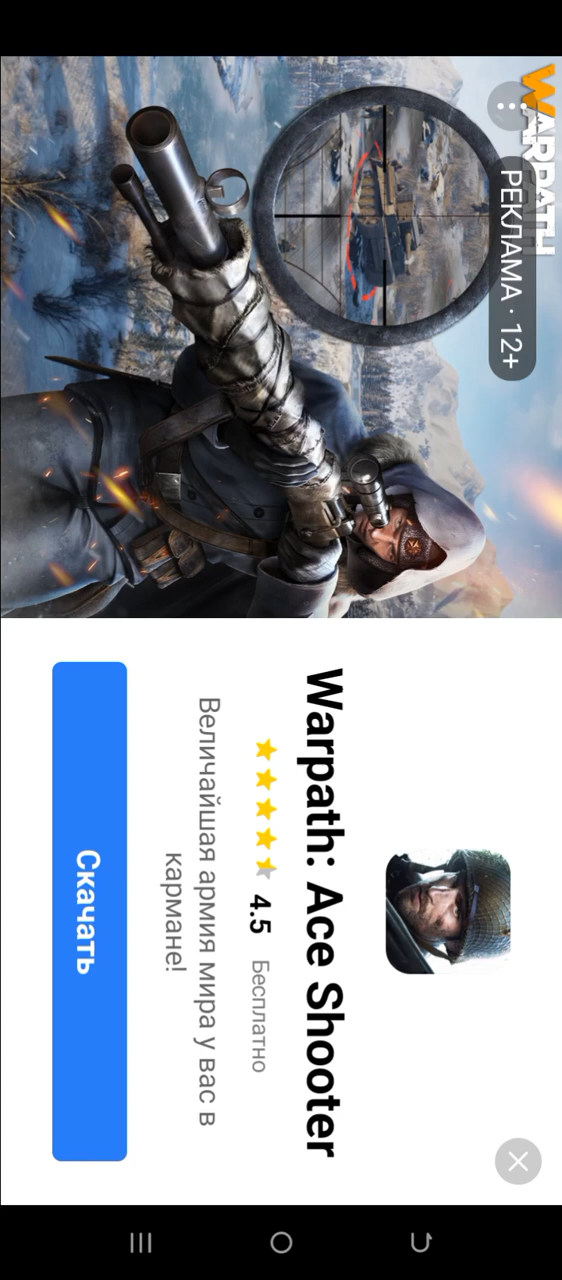 WARPATH
РЕКЛАМА · 12+
Warpath: Ace Shooter
4.5 Бесплатно
Величайшая армия мира у вас в
кармане!
Скачать